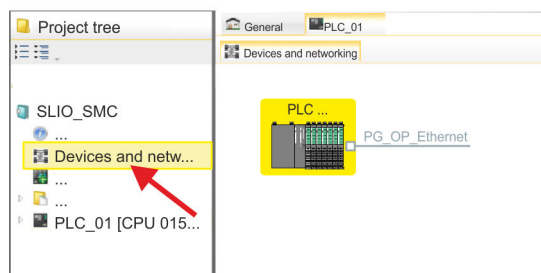 Project tree
SLIO_SMC
...
Devices and netw...
...
...
PLC_01 [CPU 015...
General
PLC_01
Devices and networking
PLC ...
PG_OP_Ethernet